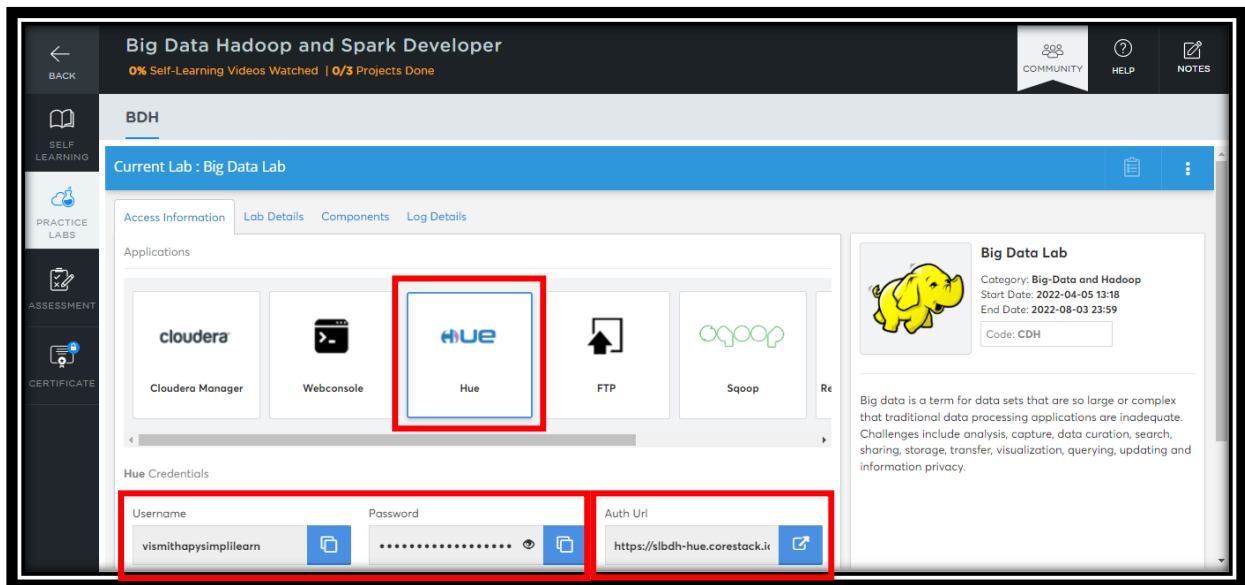 BACK
Big Data Hadoop and Spark Developer
0% Self-Learning Videos Watched | 0/3 Projects Done
COMMUNITY
HELP
NOTES
SELF
LEARNING
PRACTICE
LABS
ASSESSMENT
CERTIFICATE
BDH
Current Lab : Big Data Lab
Access Information
Lab Details
Components
Log Details
Applications
cloudera
Cloudera Manager
Webconsole
HUE
Hue
FTP
sqoop
Sqoop
Re
Hue Credentials
Username
vismithapysimplilearn
Password
••••••••••••••••••
Auth Url
https://slbdh-hue.corestack.ic
Big Data Lab
Category: Big-Data and Hadoop
Start Date: 2022-04-05 13:18
End Date: 2022-08-03 23:59
Code: CDH
Big data is a term for data sets that are so large or complex
that traditional data processing applications are inadequate.
Challenges include analysis, capture, data curation, search,
sharing, storage, transfer, visualization, querying, updating and
information privacy.